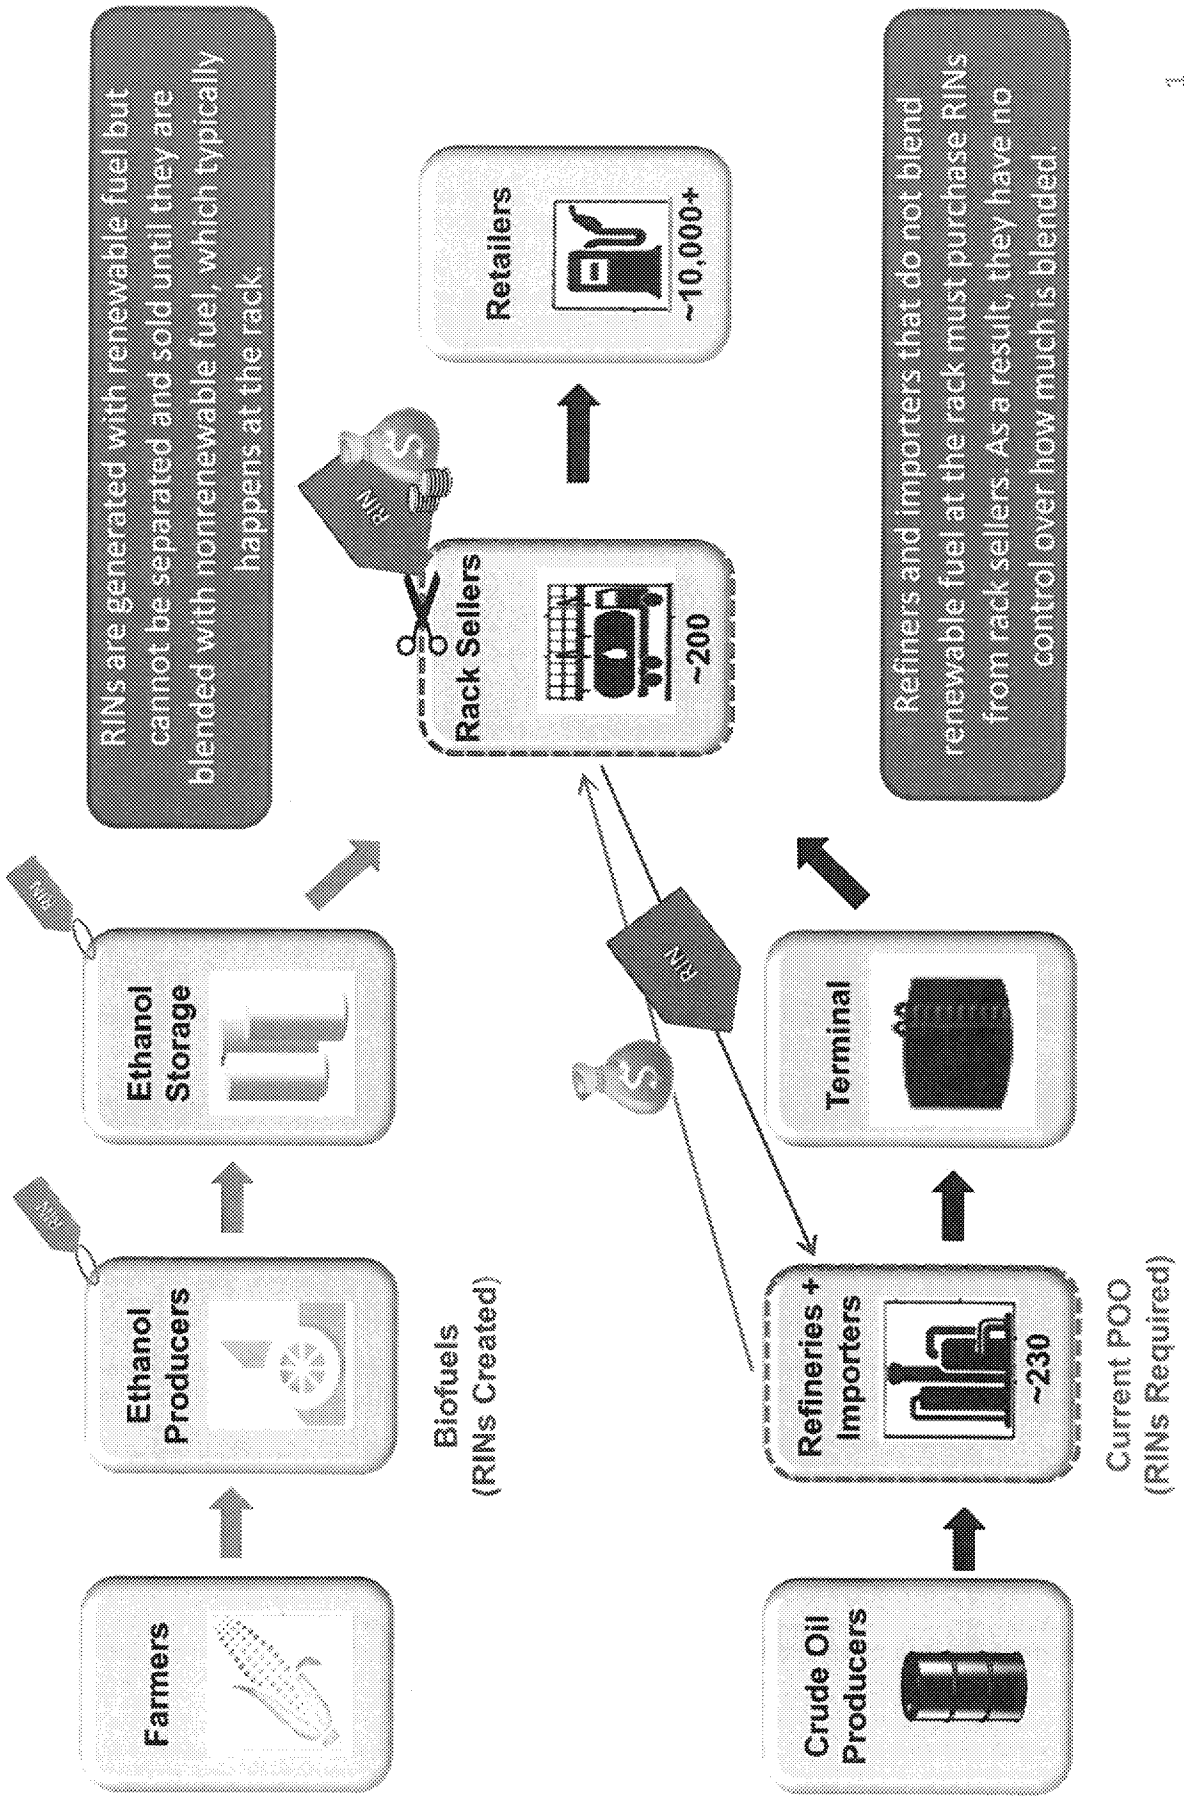 RINs are generated with renewable fuel but
cannot be separated and sold until they are
blended with nonrenewable fuel, which typically
happens at the rack.
RIN
RIN
Farmers
Ethanol
Producers
Ethanol
Storage
Biofuels
(RINs Created)
RIN
$
Rack Sellers
~200
Retailers
~10,000+
$
RIN
Crude Oil
Producers
Refineries +
Importers
~230
Terminal
Current POO
(RINs Required)
Refiners and importers that do not blend
renewable fuel at the rack must purchase RINs
from rack sellers. As a result, they have no
control over how much is blended.
1